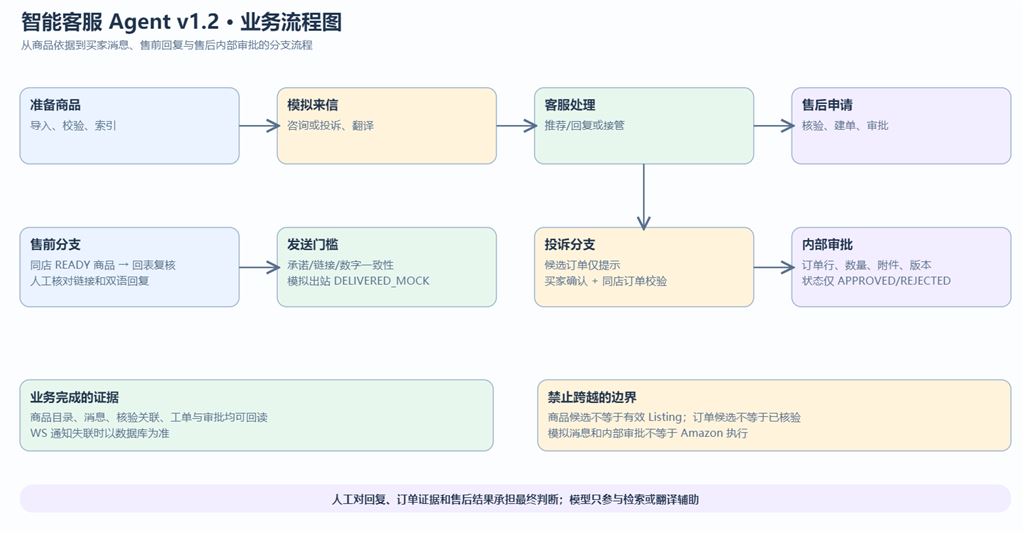 智能客服 Agent v1.2 · 业务流程图
从商品依据到买家消息、售前回复与售后内部审批的分支流程
准备商品
导入、校验、索引
模拟来信
咨询或投诉、翻译
客服处理
推荐/回复或接管
售后申请
核验、建单、审批
售前分支
同店 READY 商品 → 回表复核
人工核对链接和双语回复
发送门槛
承诺/链接/数字一致性
模拟出站 DELIVERED_MOCK
投诉分支
候选订单仅提示
买家确认 + 同店订单校验
内部审批
订单行、数量、附件、版本
状态仅 APPROVED/REJECTED
业务完成的证据
商品目录、消息、核验关联、工单与审批均可回读
WS 通知失联时以数据库为准
禁止跨越的边界
商品候选不等于有效 Listing；订单候选不等于已核验
模拟消息和内部审批不等于 Amazon 执行
人工对回复、订单证据和售后结果承担最终判断；模型只参与检索或翻译辅助